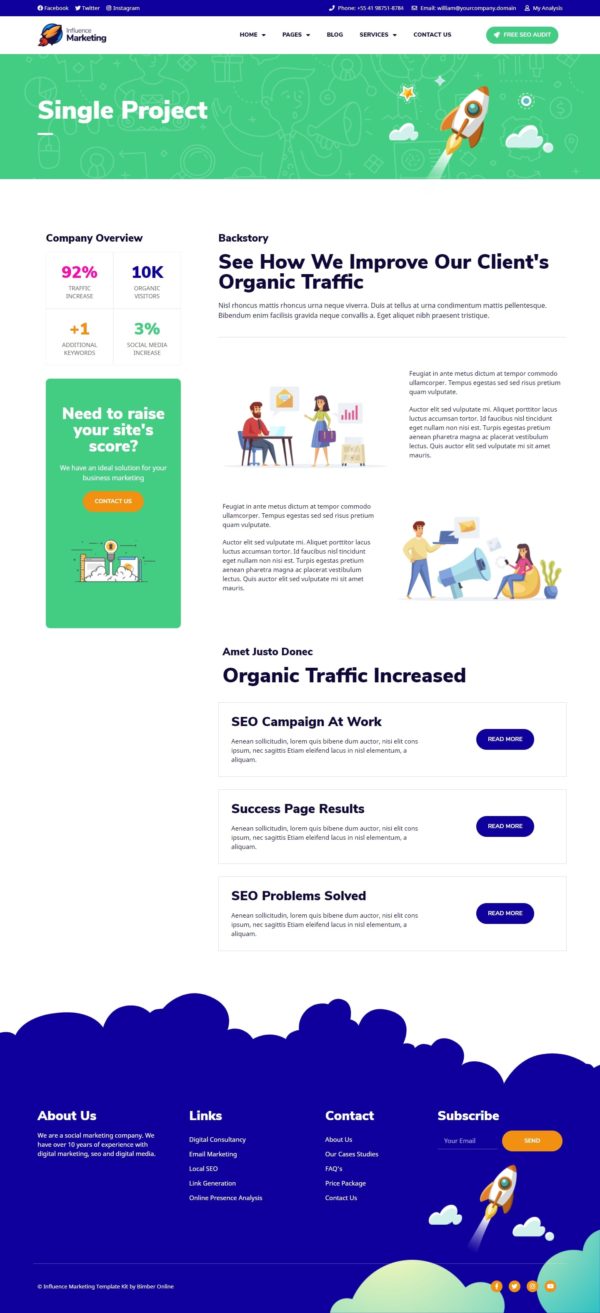 Facebook Twitter Instagram
Phone: +55 41 98751-8784 Email: william@yourcompany.domain My Analysis
Influence
Marketing
HOME PAGES BLOG SERVICES CONTACT US FREE SEO AUDIT
Single Project
Company Overview
92%
TRAFFIC
INCREASE
10K
ORGANIC
VISITORS
+1
ADDITIONAL
KEYWORDS
3%
SOCIAL MEDIA
INCREASE
Need to raise
your site's
score?
We have an ideal solution for your
business marketing
CONTACT US
Backstory
See How We Improve Our Client's
Organic Traffic
Nisl rhoncus mattis rhoncus urna neque viverra. Duis at tellus at urna condimentum mattis pellentesque.
Bibendum enim facilisis gravida neque convallis a. Eget aliquet nibh praesent tristique.
Feugiat in ante metus dictum at tempor commodo
ullamcorper. Tempus egestas sed sed risus pretium
quam vulputate.
Auctor elit sed vulputate mi. Aliquet porttitor lacus
luctus accumsan tortor. Id faucibus nisl tincidunt
eget nullam non nisi est. Turpis egestas pretium
aenean pharetra magna ac placerat vestibulum
lectus. Quis auctor elit sed vulputate mi sit amet
mauris.
Feugiat in ante metus dictum at tempor commodo
ullamcorper. Tempus egestas sed sed risus pretium
quam vulputate.
Auctor elit sed vulputate mi. Aliquet porttitor lacus
luctus accumsan tortor. Id faucibus nisl tincidunt
eget nullam non nisi est. Turpis egestas pretium
aenean pharetra magna ac placerat vestibulum
lectus. Quis auctor elit sed vulputate mi sit amet
mauris.
Amet Justo Donec
Organic Traffic Increased
SEO Campaign At Work
Aenean sollicitudin, lorem quis bibene dum auctor, nisi elit cons
ipsum, nec sagittis Etiam eleifend lacus in nisl elementum, a
aliquam.
READ MORE
Success Page Results
Aenean sollicitudin, lorem quis bibene dum auctor, nisi elit cons
ipsum, nec sagittis Etiam eleifend lacus in nisl elementum, a
aliquam.
READ MORE
SEO Problems Solved
Aenean sollicitudin, lorem quis bibene dum auctor, nisi elit cons
ipsum, nec sagittis Etiam eleifend lacus in nisl elementum, a
aliquam.
READ MORE
About Us
We are a social marketing company. We
have over 10 years of experience with
digital marketing, seo and digital media.
Links
Digital Consultancy
Email Marketing
Local SEO
Link Generation
Online Presence Analysis
Contact
About Us
Our Cases Studies
FAQ's
Price Package
Contact Us
Subscribe
Your Email
SEND
© Influence Marketing Template Kit by Bimber Online